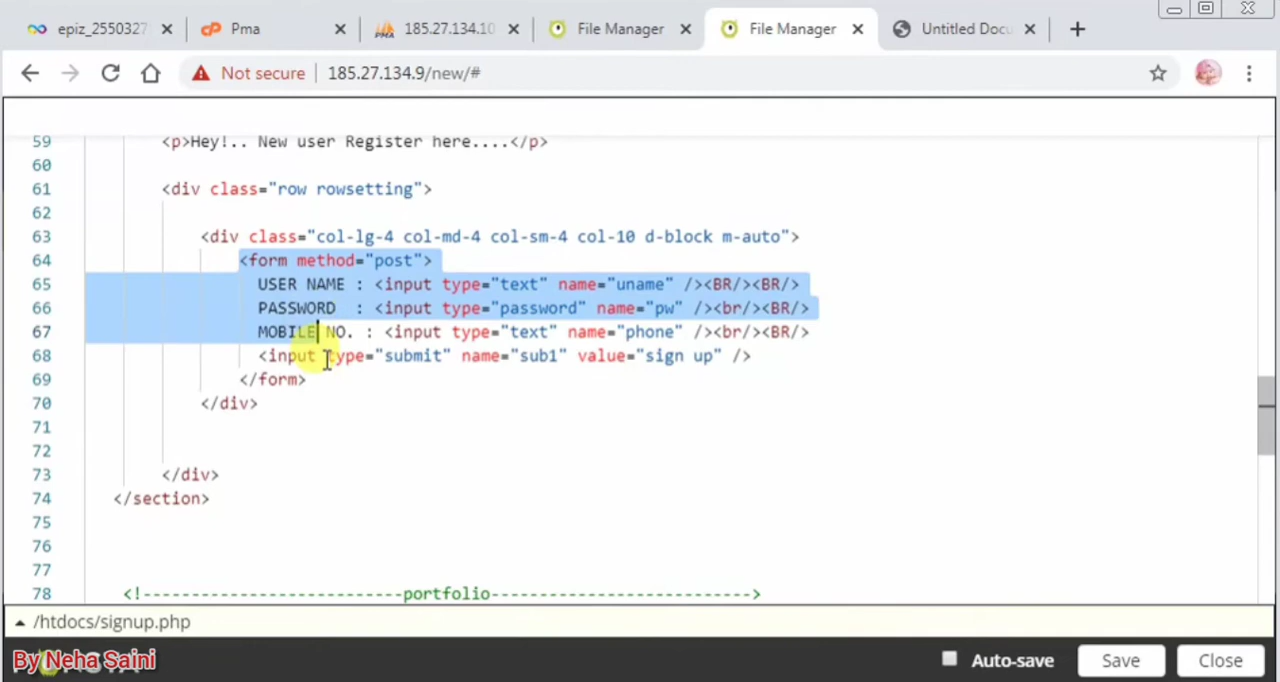 epiz_2550327
Pma
185.27.134.10
File Manager
File Manager
Untitled Docu
Not secure
185.27.134.9/new/#
59 <p>Hey!.. New user Register here....</p>
60
61 <div class="row rowsetting">
62
63 <div class="col-lg-4 col-md-4 col-sm-4 col-10 d-block m-auto">
64 <form method="post">
65 USER NAME : <input type="text" name="uname" /><BR/><BR/>
66 PASSWORD : <input type="password" name="pw" /><br/><BR/>
67 MOBILE NO. : <input type="text" name="phone" /><br/><BR/>
68 <input type="submit" name="sub1" value="sign up" />
69 </form>
70 </div>
71
72
73 </div>
74 </section>
75
76
77
78 <!---------------------------portfolio--------------------------->
/htdocs/signup.php
By Neha Saini
Auto-save
Save
Close